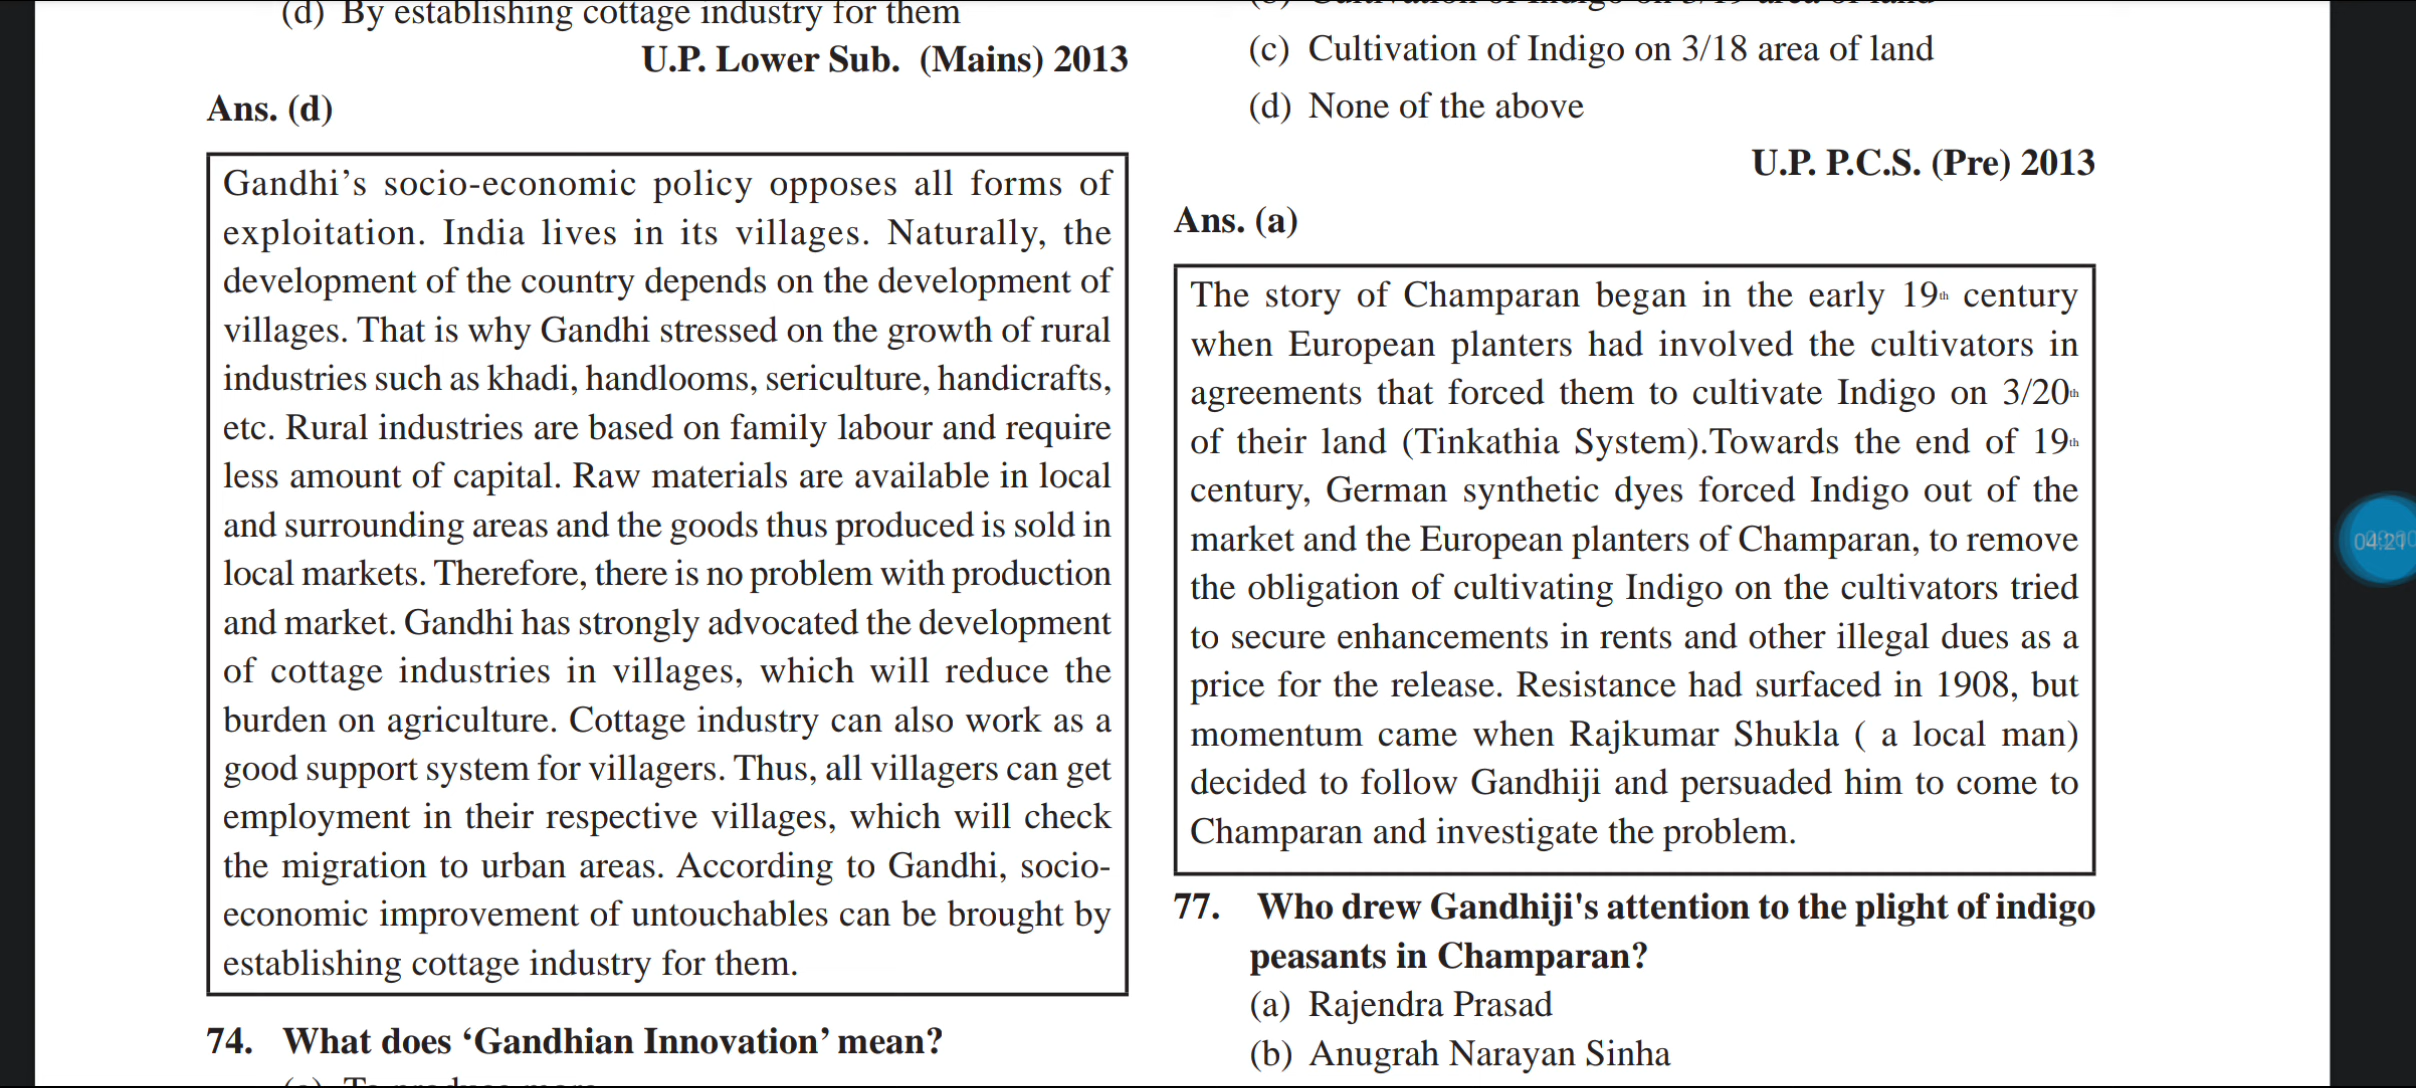 (d) By establishing cottage industry for them
U.P. Lower Sub. (Mains) 2013
Ans. (d)
Gandhi’s socio-economic policy opposes all forms of
exploitation. India lives in its villages. Naturally, the
development of the country depends on the development of
villages. That is why Gandhi stressed on the growth of rural
industries such as khadi, handlooms, sericulture, handicrafts,
etc. Rural industries are based on family labour and require
less amount of capital. Raw materials are available in local
and surrounding areas and the goods thus produced is sold in
local markets. Therefore, there is no problem with production
and market. Gandhi has strongly advocated the development
of cottage industries in villages, which will reduce the
burden on agriculture. Cottage industry can also work as a
good support system for villagers. Thus, all villagers can get
employment in their respective villages, which will check
the migration to urban areas. According to Gandhi, socio-
economic improvement of untouchables can be brought by
establishing cottage industry for them.
74. What does ‘Gandhian Innovation’ mean?
(c) Cultivation of Indigo on 3/18 area of land
(d) None of the above
U.P. P.C.S. (Pre) 2013
Ans. (a)
The story of Champaran began in the early 19th century
when European planters had involved the cultivators in
agreements that forced them to cultivate Indigo on 3/20th
of their land (Tinkathia System).Towards the end of 19th
century, German synthetic dyes forced Indigo out of the
market and the European planters of Champaran, to remove
the obligation of cultivating Indigo on the cultivators tried
to secure enhancements in rents and other illegal dues as a
price for the release. Resistance had surfaced in 1908, but
momentum came when Rajkumar Shukla ( a local man)
decided to follow Gandhiji and persuaded him to come to
Champaran and investigate the problem.
77. Who drew Gandhiji's attention to the plight of indigo
peasants in Champaran?
(a) Rajendra Prasad
(b) Anugrah Narayan Sinha